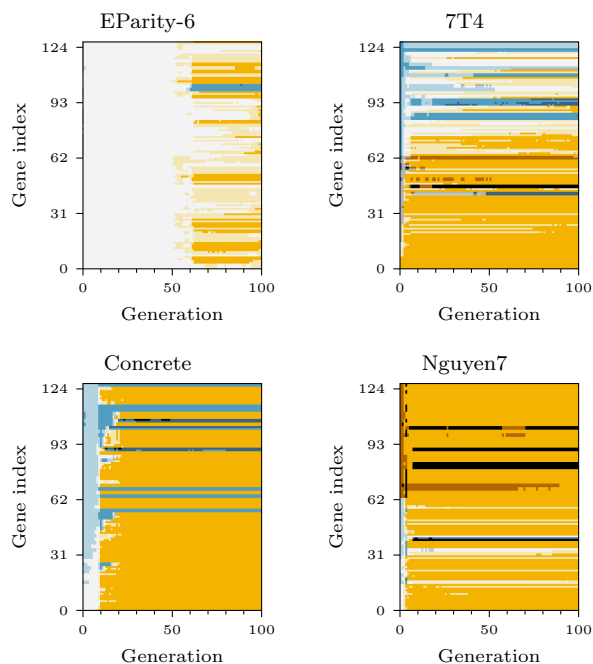 EParity-6
124
93
62
31
0
Gene index
0
50
100
Generation
7T4
124
93
62
31
0
Gene index
0
50
100
Generation
Concrete
124
93
62
31
0
Gene index
0
50
100
Generation
Nguyen7
124
93
62
31
0
Gene index
0
50
100
Generation